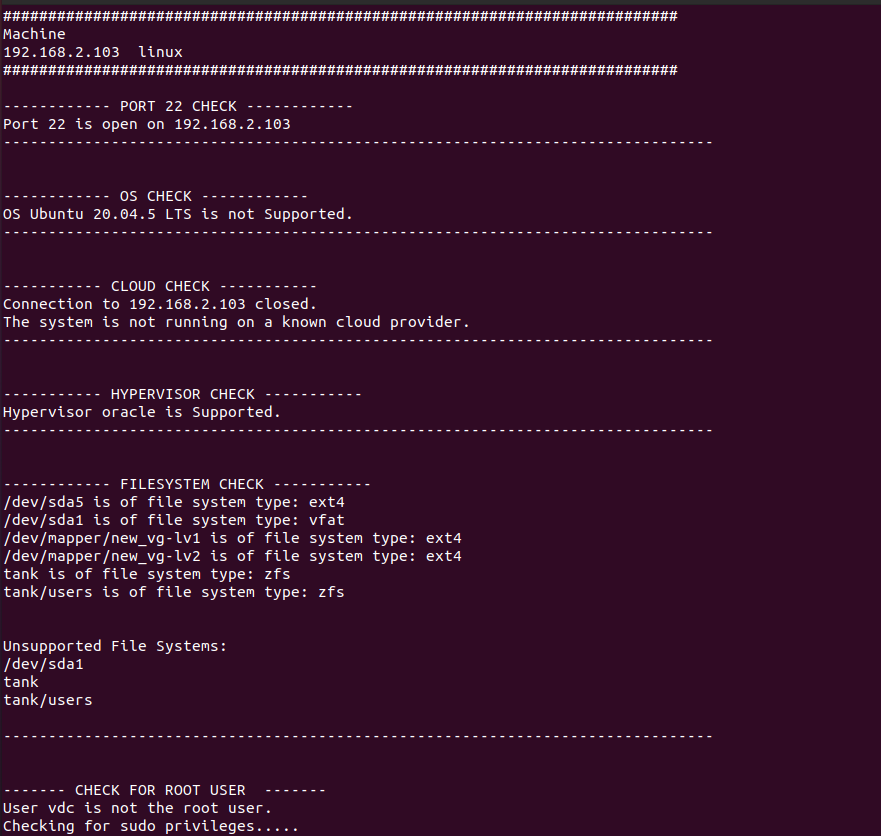 ###########################################################################
Machine
192.168.2.103  linux
###########################################################################
------------ PORT 22 CHECK ------------
Port 22 is open on 192.168.2.103
-------------------------------------------------------------------------------
------------ OS CHECK ------------
OS Ubuntu 20.04.5 LTS is not Supported.
-------------------------------------------------------------------------------
----------- CLOUD CHECK -----------
Connection to 192.168.2.103 closed.
The system is not running on a known cloud provider.
-------------------------------------------------------------------------------
----------- HYPERVISOR CHECK -----------
Hypervisor oracle is Supported.
-------------------------------------------------------------------------------
------------ FILESYSTEM CHECK -----------
/dev/sda5 is of file system type: ext4
/dev/sda1 is of file system type: vfat
/dev/mapper/new_vg-lv1 is of file system type: ext4
/dev/mapper/new_vg-lv2 is of file system type: ext4
tank is of file system type: zfs
tank/users is of file system type: zfs
Unsupported File Systems:
/dev/sda1
tank
tank/users
-------------------------------------------------------------------------------
------- CHECK FOR ROOT USER  -------
User vdc is not the root user.
Checking for sudo privileges.....